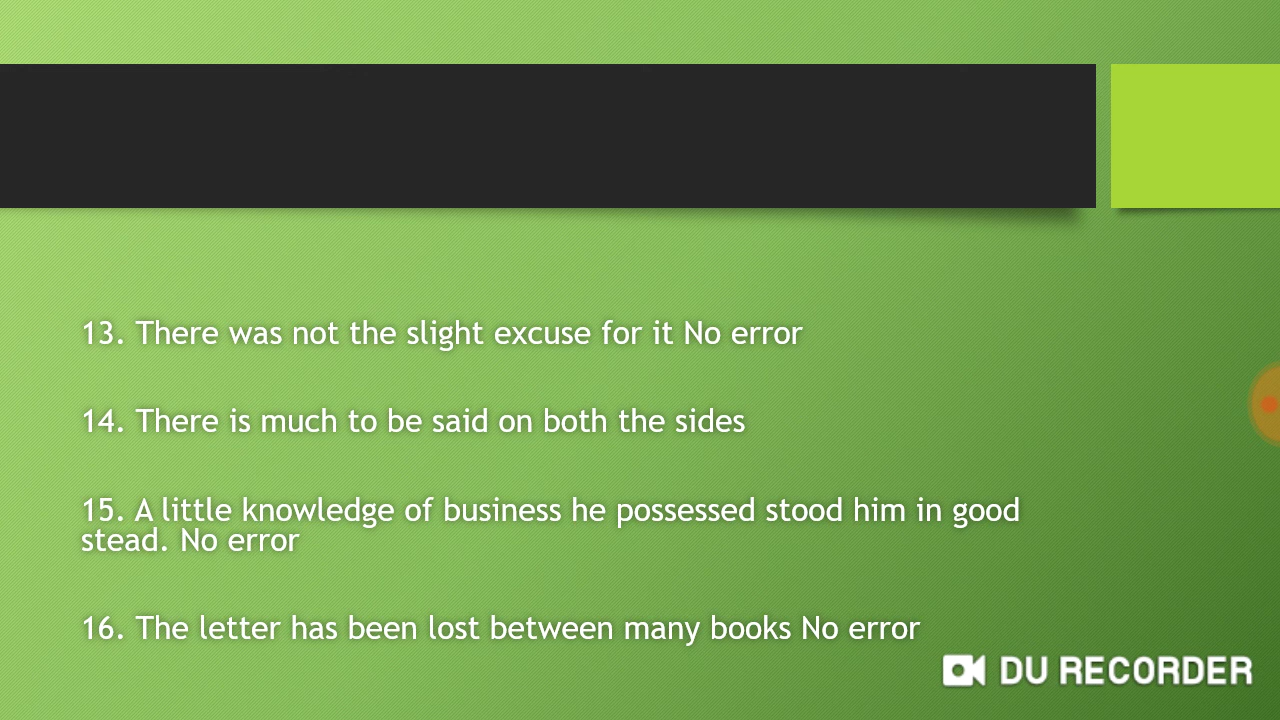 13. There was not the slight excuse for it No error
14. There is much to be said on both the sides
15. A little knowledge of business he possessed stood him in good
stead. No error
16. The letter has been lost between many books No error
DU RECORDER